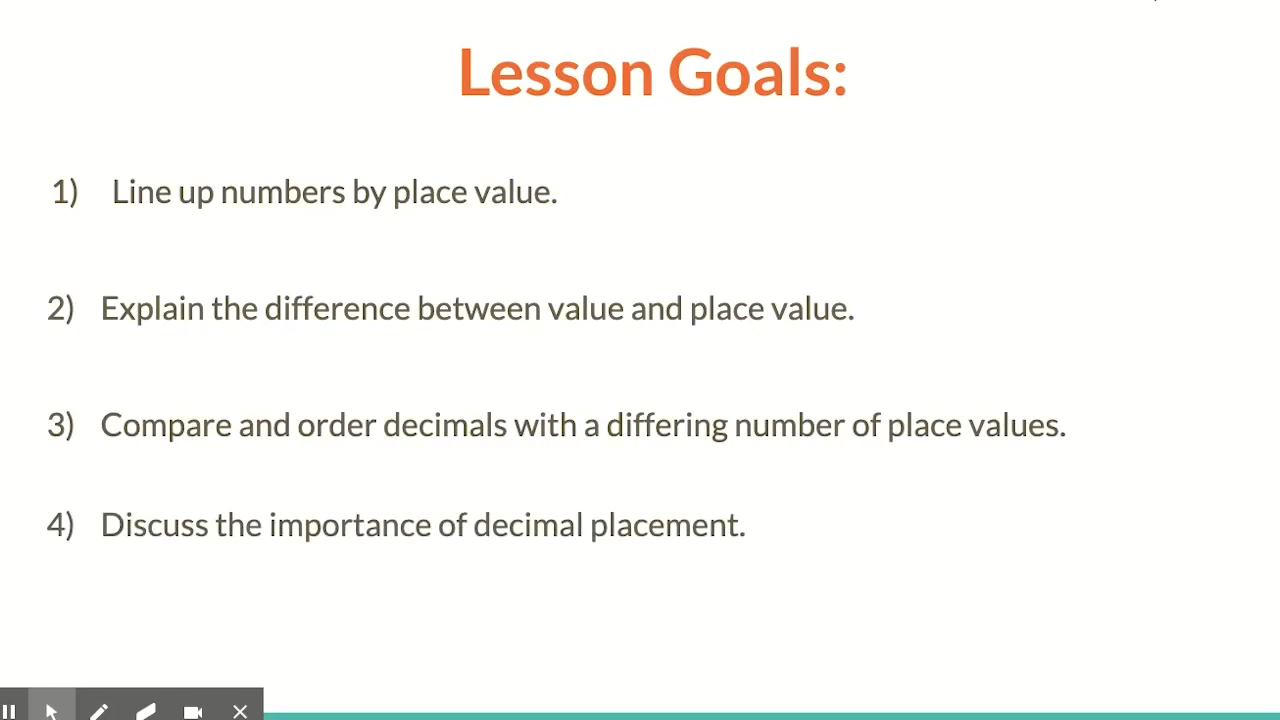 Lesson Goals:
1) Line up numbers by place value.
2) Explain the difference between value and place value.
3) Compare and order decimals with a differing number of place values.
4) Discuss the importance of decimal placement.